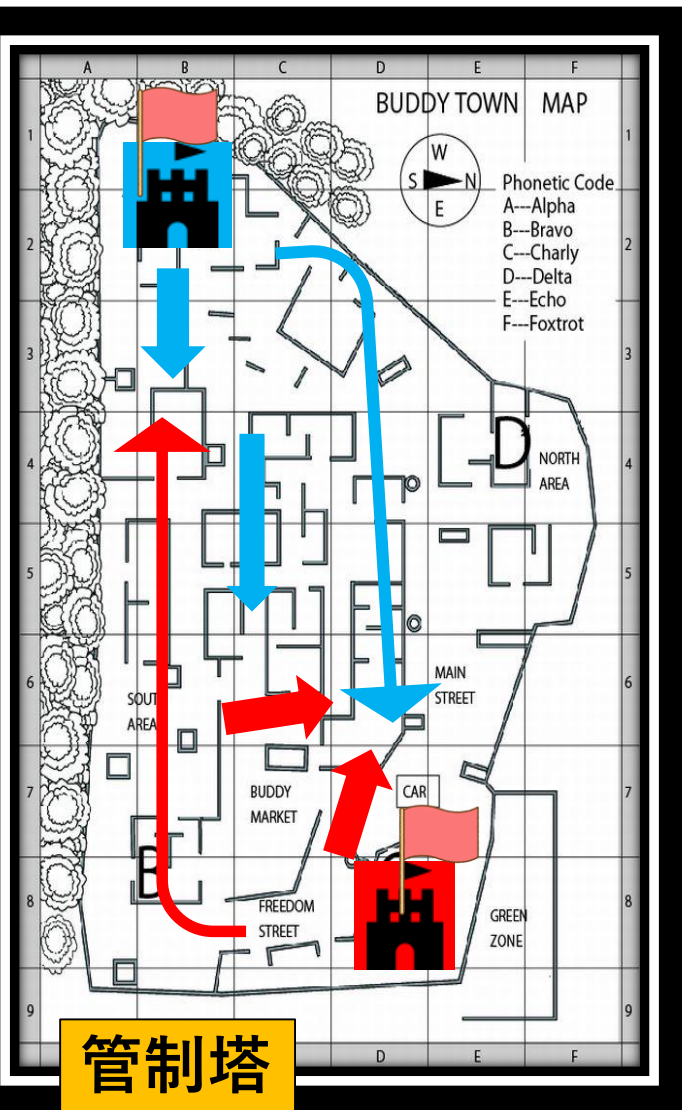 A B C D E F
BUDDY TOWN MAP
1 1
W
S N
E
Phonetic Code
A---Alpha
B---Bravo
C---Charly
D---Delta
E---Echo
F---Foxtrot
2 2
3 3
4 4
D
NORTH
AREA
5 5
6 6
MAIN
STREET
SOUT
AREA
7 7
BUDDY
MARKET
CAR
B
8 8
FREEDOM
STREET
GREEN
ZONE
9 9
D E F
管制塔